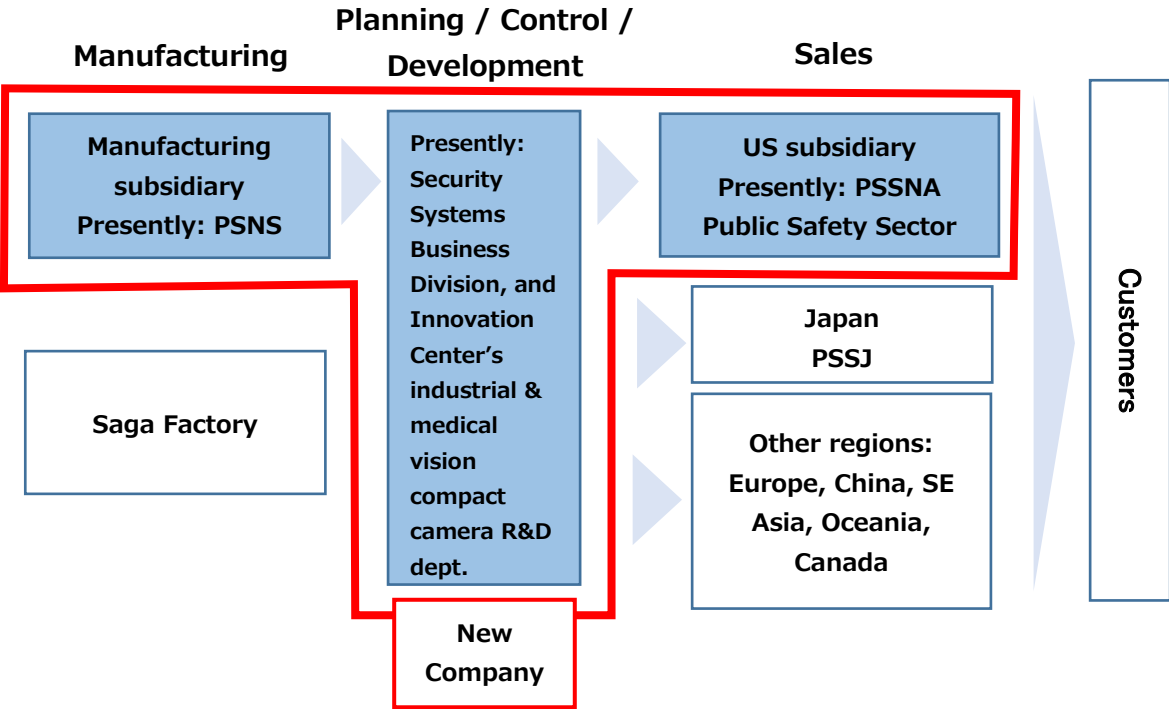 Manufacturing
Planning / Control /
Development
Sales
Manufacturing
subsidiary
Presently: PSNS
Saga Factory
Presently:
Security
Systems
Business
Division, and
Innovation
Center’s
industrial &
medical
vision
compact
camera R&D
dept.
New
Company
US subsidiary
Presently: PSSNA
Public Safety Sector
Japan
PSSJ
Other regions:
Europe, China, SE
Asia, Oceania,
Canada
Customers